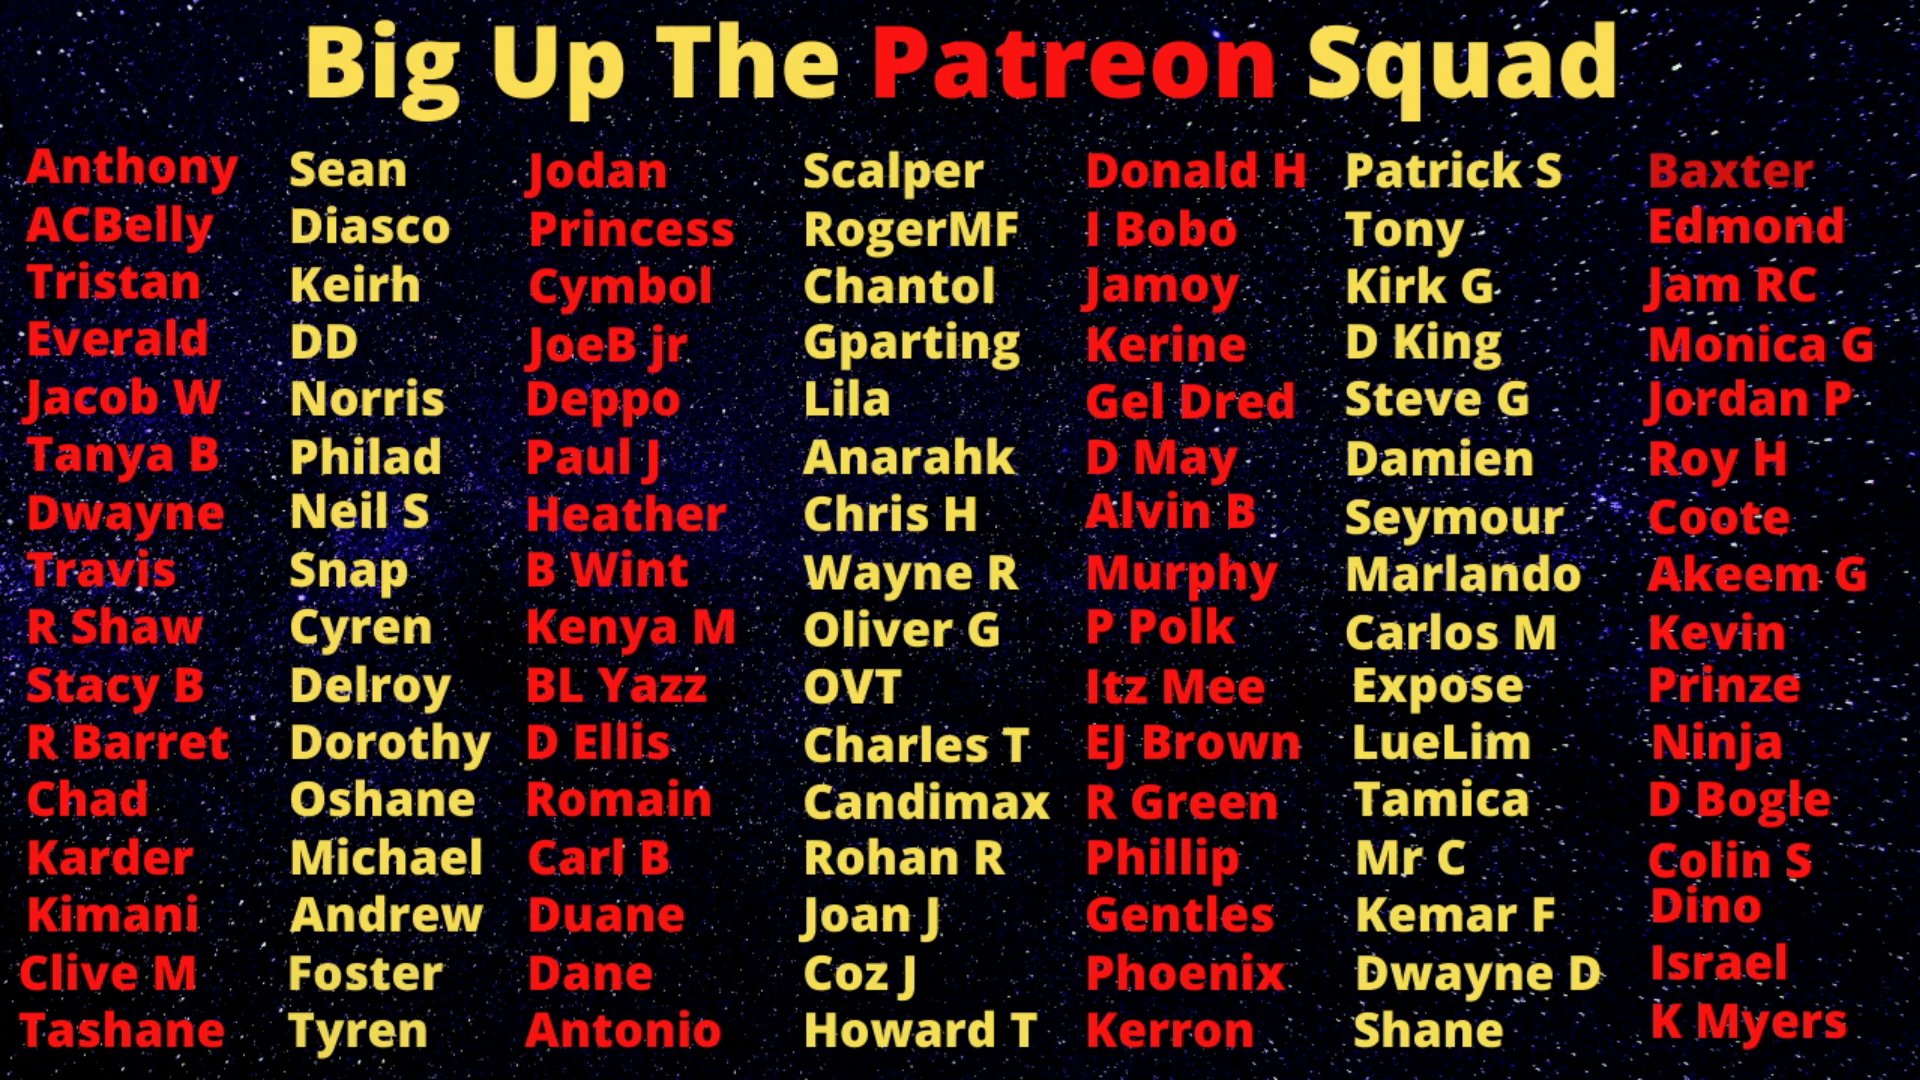 Big Up The Patreon Squad
Anthony
ACBelly
Tristan
Everald
Jacob W
Tanya B
Dwayne
Travis
R Shaw
Stacy B
R Barret
Chad
Karder
Kimani
Clive M
Tashane
Sean
Diasco
Keirh
DD
Norris
Philad
Neil S
Snap
Cyren
Delroy
Dorothy
Oshane
Michael
Andrew
Foster
Tyren
Jodan
Princess
Cymbol
JoeB jr
Deppo
Paul J
Heather
B Wint
Kenya M
BL Yazz
D Ellis
Romain
Carl B
Duane
Dane
Antonio
Scalper
RogerMF
Chantol
Gparting
Lila
Anarahk
Chris H
Wayne R
Oliver G
OVT
Charles T
Candimax
Rohan R
Joan J
Coz J
Howard T
Donald H
I Bobo
Jamoy
Kerine
Gel Dred
D May
Alvin B
Murphy
P Polk
Itz Mee
EJ Brown
R Green
Phillip
Gentles
Phoenix
Kerron
Patrick S
Tony
Kirk G
D King
Steve G
Damien
Seymour
Marlando
Carlos M
Expose
LueLim
Tamica
Mr C
Kemar F
Dwayne D
Shane
Baxter
Edmond
Jam RC
Monica G
Jordan P
Roy H
Coote
Akeem G
Kevin
Prinze
Ninja
D Bogle
Colin S
Dino
Israel
K Myers